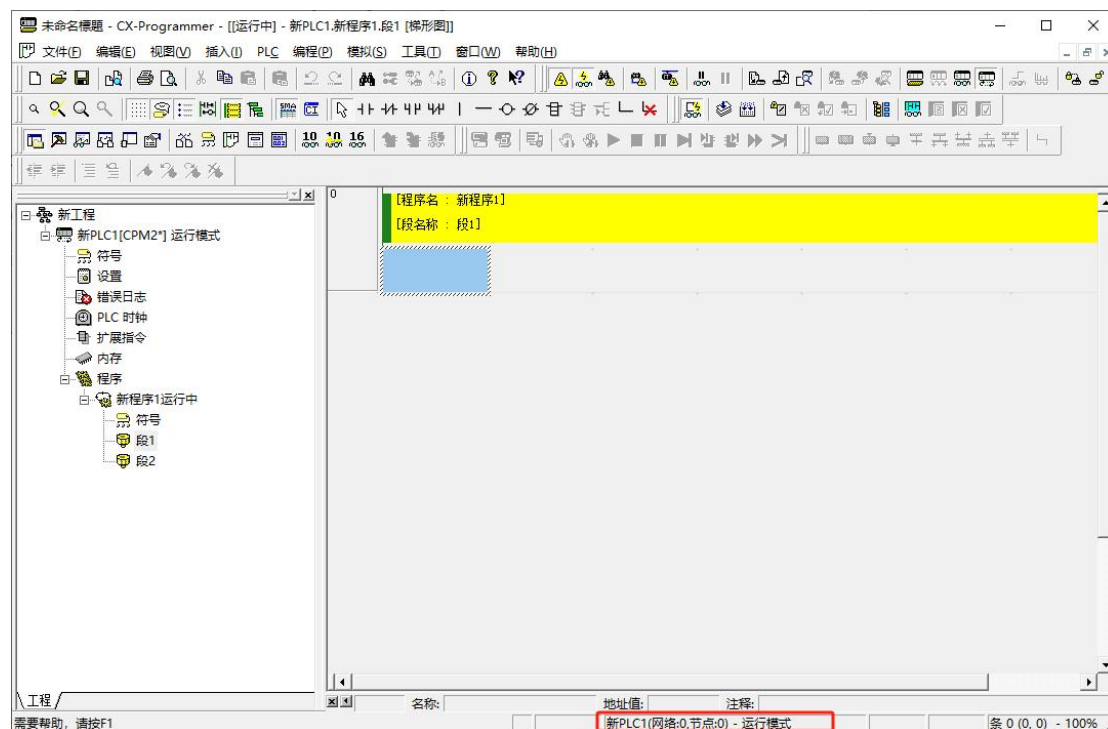 未命名標題 - CX-Programmer - [[运行中] - 新PLC1.新程序1.段1 [梯形图]]
文件(F) 编辑(E) 视图(V) 插入(I) PLC 编程(P) 模拟(S) 工具(T) 窗口(W) 帮助(H)
SMA CI
10 10 16
新工程
新PLC1[CPM2*] 运行模式
符号
设置
错误日志
PLC 时钟
扩展指令
内存
程序
新程序1运行中
符号
段1
段2
工程
0
[程序名 : 新程序1]
[段名称 : 段1]
名称: 地址值: 注释:
需要帮助, 请按F1 新PLC1(网络:0,节点:0) - 运行模式 条 0 (0, 0) - 100%